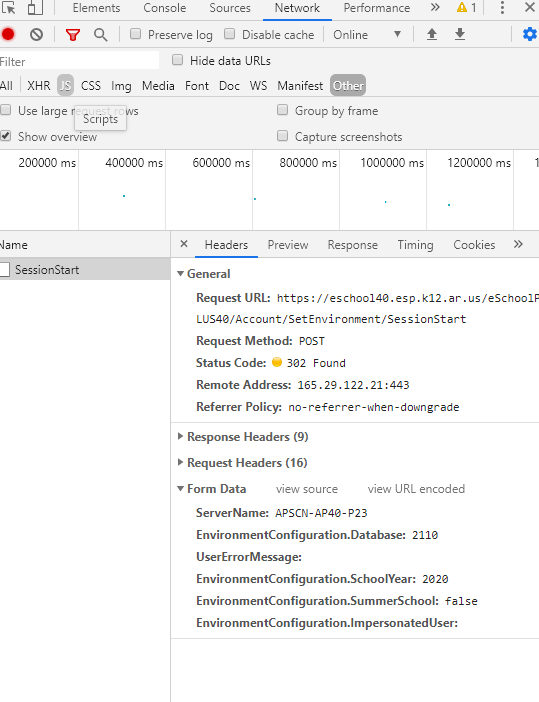 Elements Console Sources Network Performance » 1
Preserve log Disable cache Online
Filter Hide data URLs
All XHR JS CSS Img Media Font Doc WS Manifest Other
Use large request rows Group by frame
Scripts
Show overview Capture screenshots
200000 ms 400000 ms 600000 ms 800000 ms 1000000 ms 1200000 ms 1
Name × Headers Preview Response Timing Cookies »
SessionStart
General
Request URL: https://eschool40.esp.k12.ar.us/eSchoolP
LUS40/Account/SetEnvironment/SessionStart
Request Method: POST
Status Code: 302 Found
Remote Address: 165.29.122.21:443
Referrer Policy: no-referrer-when-downgrade
Response Headers (9)
Request Headers (16)
Form Data view source view URL encoded
ServerName: APSCN-AP40-P23
EnvironmentConfiguration.Database: 2110
UserErrorMessage:
EnvironmentConfiguration.SchoolYear: 2020
EnvironmentConfiguration.SummerSchool: false
EnvironmentConfiguration.ImpersonatedUser: